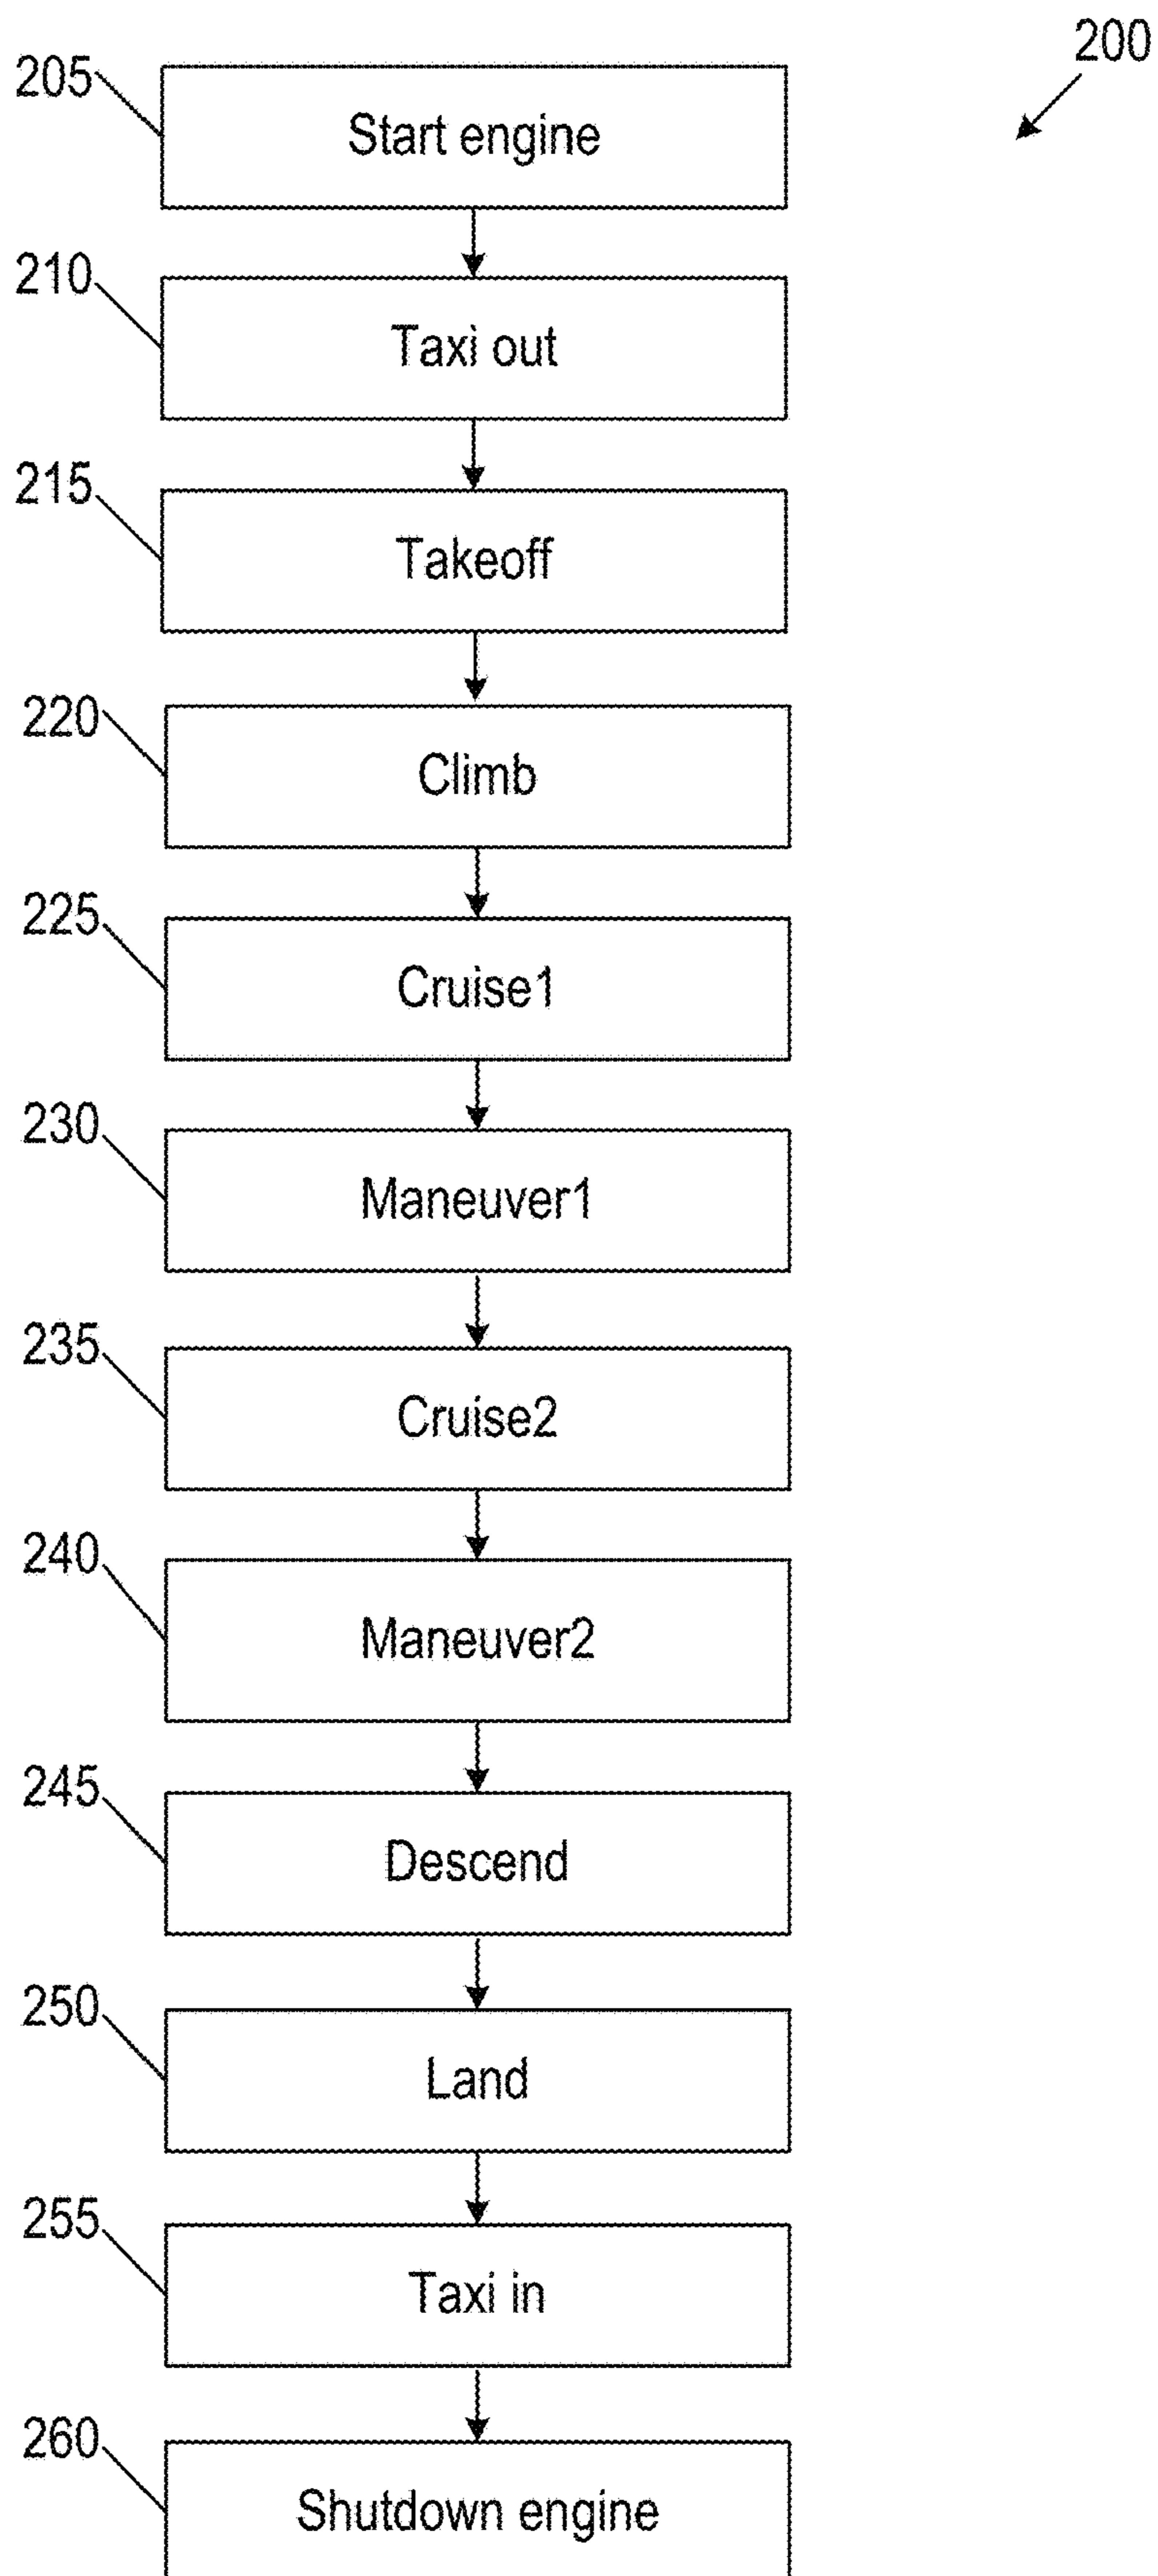 200
205
Start engine
210
Taxi out
215
Takeoff
220
Climb
225
Cruise1
230
Maneuver1
235
Cruise2
240
Maneuver2
245
Descend
250
Land
255
Taxi in
260
Shutdown engine